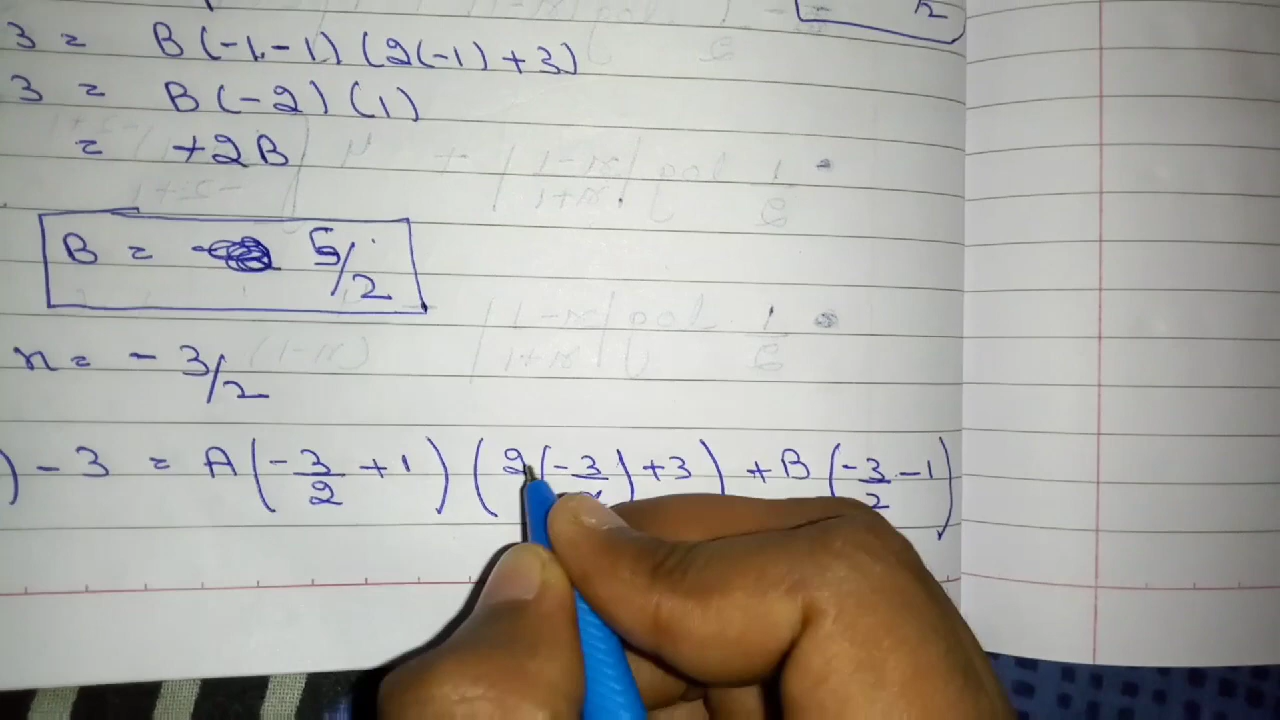 2
3 = B(-1-1)(2(-1)+3)
3 = B(-2)(1)
= +2B
B = - 5/2
x = - 3/2
) - 3 = A(-3/2 +1)(2(-3/2)+3) + B(-3/2 -1)